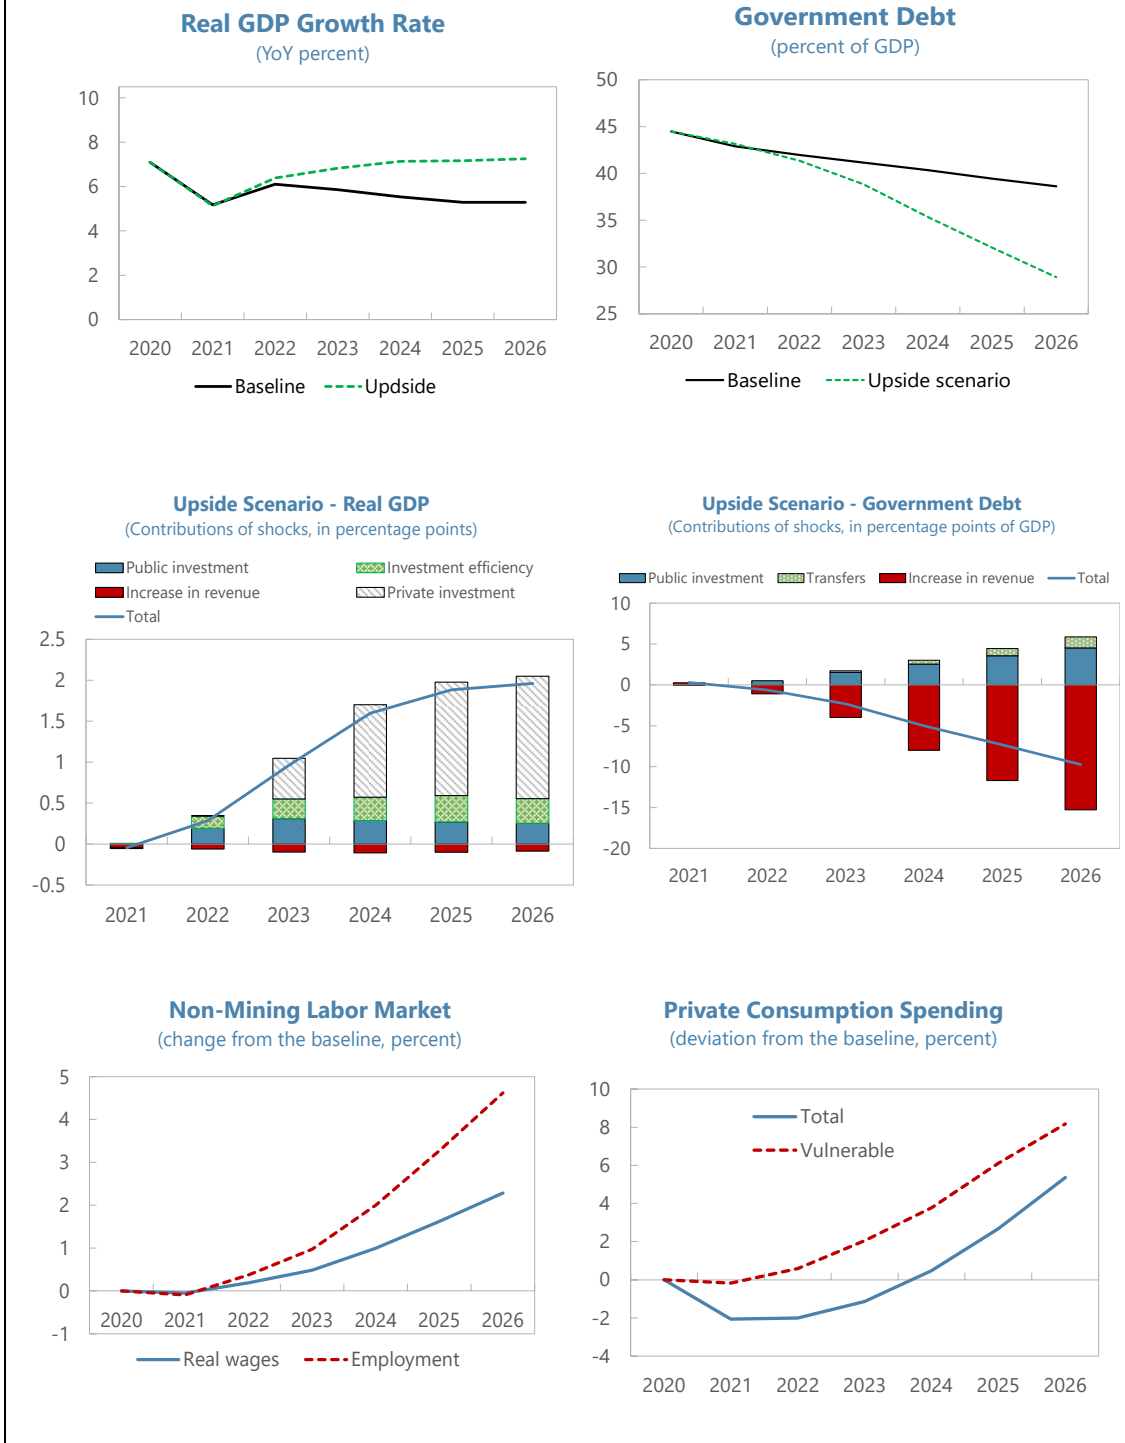 Real GDP Growth Rate
(YoY percent)
10
8
6
4
2
0
2020 2021 2022 2023 2024 2025 2026
Baseline Updside
Government Debt
(percent of GDP)
50
45
40
35
30
25
2020 2021 2022 2023 2024 2025 2026
Baseline Upside scenario
Upside Scenario - Real GDP
(Contributions of shocks, in percentage points)
Public investment Investment efficiency
Increase in revenue Private investment
Total
2.5
2
1.5
1
0.5
0
-0.5
2021 2022 2023 2024 2025 2026
Upside Scenario - Government Debt
(Contributions of shocks, in percentage points of GDP)
Public investment Transfers Increase in revenue Total
10
5
0
-5
-10
-15
-20
2021 2022 2023 2024 2025 2026
Non-Mining Labor Market
(change from the baseline, percent)
5
4
3
2
1
0
-1
2020 2021 2022 2023 2024 2025 2026
Real wages Employment
Private Consumption Spending
(deviation from the baseline, percent)
10
8
6
4
2
0
-2
-4
Total
Vulnerable
2020 2021 2022 2023 2024 2025 2026